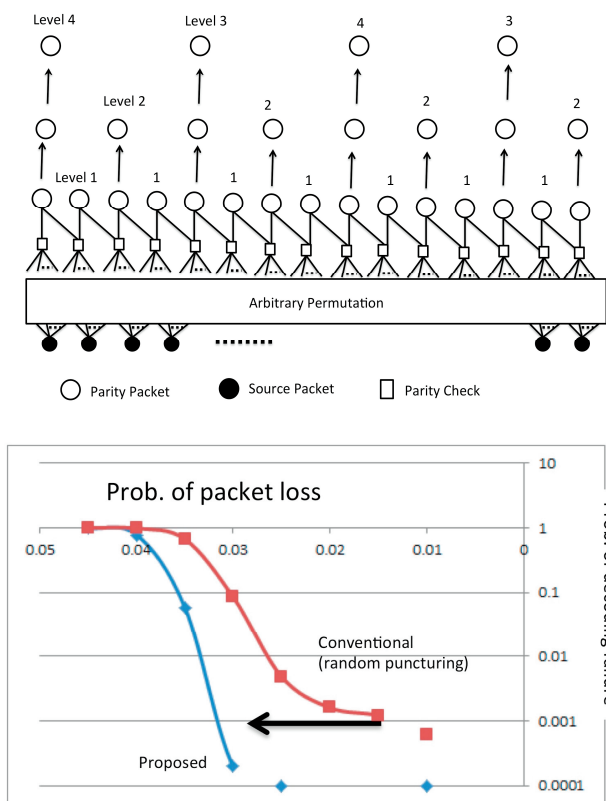 Level 4
Level 3
4
3
Level 2
2
2
2
Level 1
1
1
1
1
1
1
Arbitrary Permutation
Parity Packet
Source Packet
Parity Check
10
Prob. of packet loss
1
0.05
0.04
0.03
0.02
0.01
0
0.1
Conventional
(random puncturing)
0.01
0.001
Proposed
0.0001